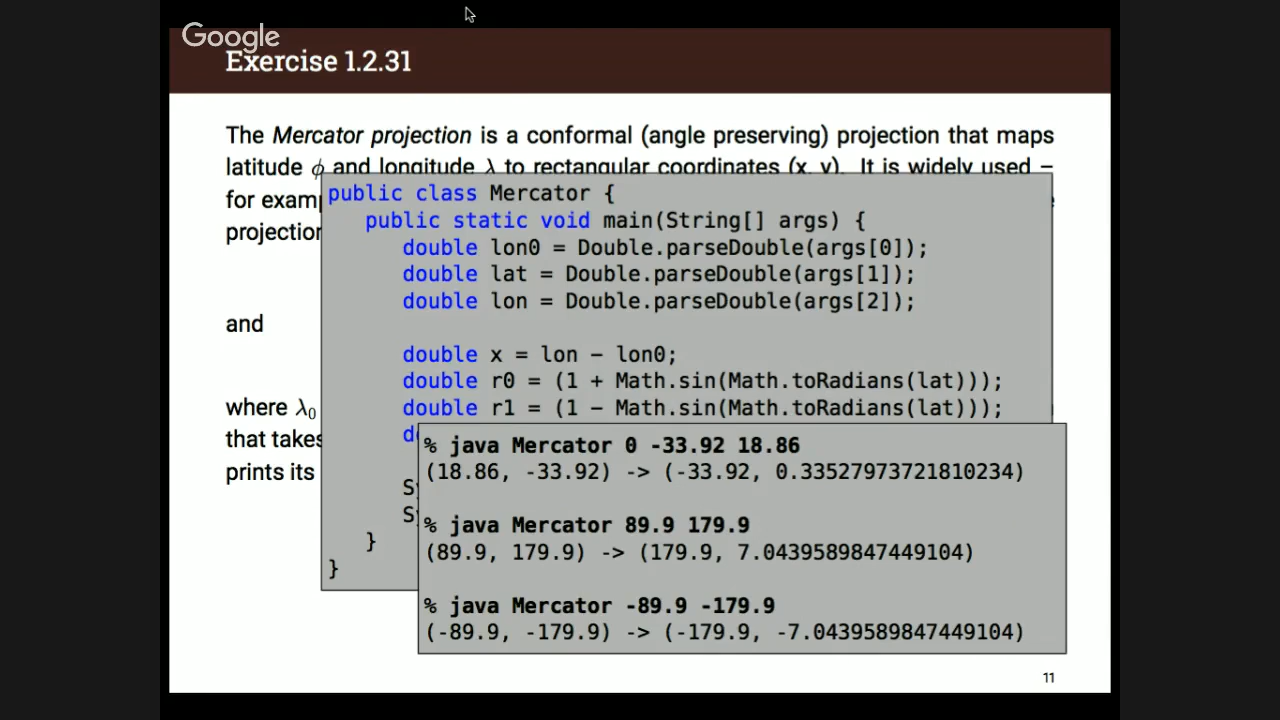 Google
Exercise 1.2.31
The Mercator projection is a conformal (angle preserving) projection that maps
latitude ϕ and longitude λ to rectangular coordinates (x, y). It is widely used –
for
projection
and
where λ0
that takes
prints its
public class Mercator {
public static void main(String[] args) {
double lon0 = Double.parseDouble(args[0]);
double lat = Double.parseDouble(args[1]);
double lon = Double.parseDouble(args[2]);
double x = lon - lon0;
double r0 = (1 + Math.sin(Math.toRadians(lat)));
double r1 = (1 - Math.sin(Math.toRadians(lat)));
}
}
% java Mercator 0 -33.92 18.86
(18.86, -33.92) -> (-33.92, 0.33527973721810234)
% java Mercator 89.9 179.9
(89.9, 179.9) -> (179.9, 7.0439589847449104)
% java Mercator -89.9 -179.9
(-89.9, -179.9) -> (-179.9, -7.0439589847449104)
11